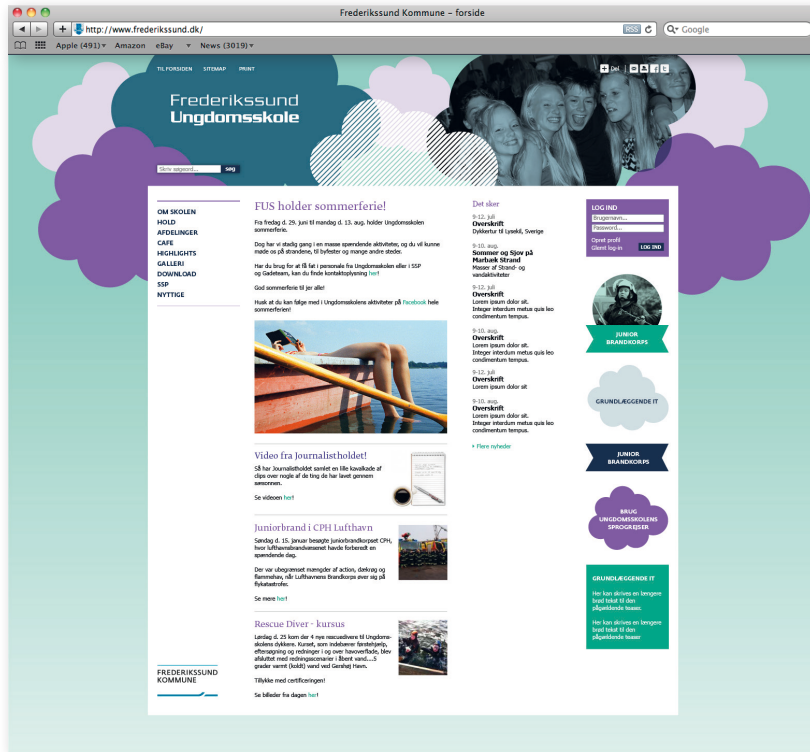 Frederikssund Kommune – forside
http://www.frederikssund.dk/
RSS
Google
Apple (491)
Amazon
eBay
News (3019)
TIL FORSIDEN SITEMAP PRINT
Del
Frederikssund
Ungdomsskole
Skriv søgeord...
søg
OM SKOLEN
HOLD
AFDELINGER
CAFE
HIGHLIGHTS
GALLERI
DOWNLOAD
SSP
NYTTIGE
FREDERIKSSUND
KOMMUNE
FUS holder sommerferie!
Fra fredag d. 29. juni til mandag d. 13. aug. holder Ungdomsskolen
sommerferie.
Dog har vi stadig gang i en masse spendende aktiviteter, og du vil kunne
møde os på strandene, til byfester og mange andre steder.
Har du brug for at få fat i personale fra Ungdomsskolen eller i SSP
og Gadeteam, kan du finde kontaktoplysning her!
God sommerferie til jer alle!
Husk at du kan følge med i Ungdomsskolens aktiviteter på Facebook hele
sommerferien!
Video fra Journalistholdet!
Så har Journalistholdet samlet en lille kavalkade af
clips over nogle af de ting de har lavet gennem
sæsonnen.
Se videoen her!
Juniorbrand i CPH Lufthavn
Søndag d. 15. januar besøgte juniorbrandkorpset CPH,
hvor lufthavnsbrandvæsenet havde forberedt en
spændende dag.
Der var ubegrænset mængder af action, dækrøg og
flammehav, når Lufthavnens Brandkorps øver sig på
flykatastrofer.
Se mere her!
Rescue Diver - kursus
Lørdag d. 25 kom der 4 nye rescuedivere til Ungdoms-
skolens dykkere. Kurset, som indebærer førstehjælp,
eftersøgning og redninger i og over havoverflade, blev
afsluttet med redningsscenarier i åbent vand....5
grader varmt (koldt) vand ved Gershøj Havn.
Tillykke med certificeringen!
Se billeder fra dagen her!
Det sker
9-12. juli
Overskrift
Dykkertur til Lysekil, Sverige
9-10. aug.
Sommer og Sjov på
Marbæk Strand
Masser af Strand- og
vandaktiviteter
9-12. juli
Overskrift
Lorem ipsum dolor sit.
Integer interdum metus quis leo
condimentum tempus.
9-10. aug.
Overskrift
Lorem ipsum dolor sit.
Integer interdum metus quis leo
condimentum tempus.
9-12. juli
Overskrift
Lorem ipsum dolor sit
9-10. aug.
Overskrift
Lorem ipsum dolor sit.
Integer interdum metus quis leo
condimentum tempus.
Flere nyheder
LOG IND
Brugernavn...
Password...
Opret profil
Glemt log-in
LOG IND
JUNIOR
BRANDKORPS
GRUNDLÆGGENDE IT
JUNIOR
BRANDKORPS
BRUG
UNGDOMSSKOLENS
SPROGREJSER
GRUNDLÆGGENDE IT
Her kan skrives en længere
brød tekst til den
pågældende teaser.
Her kan skrives en længere
brød tekst til den
pågældende teaser